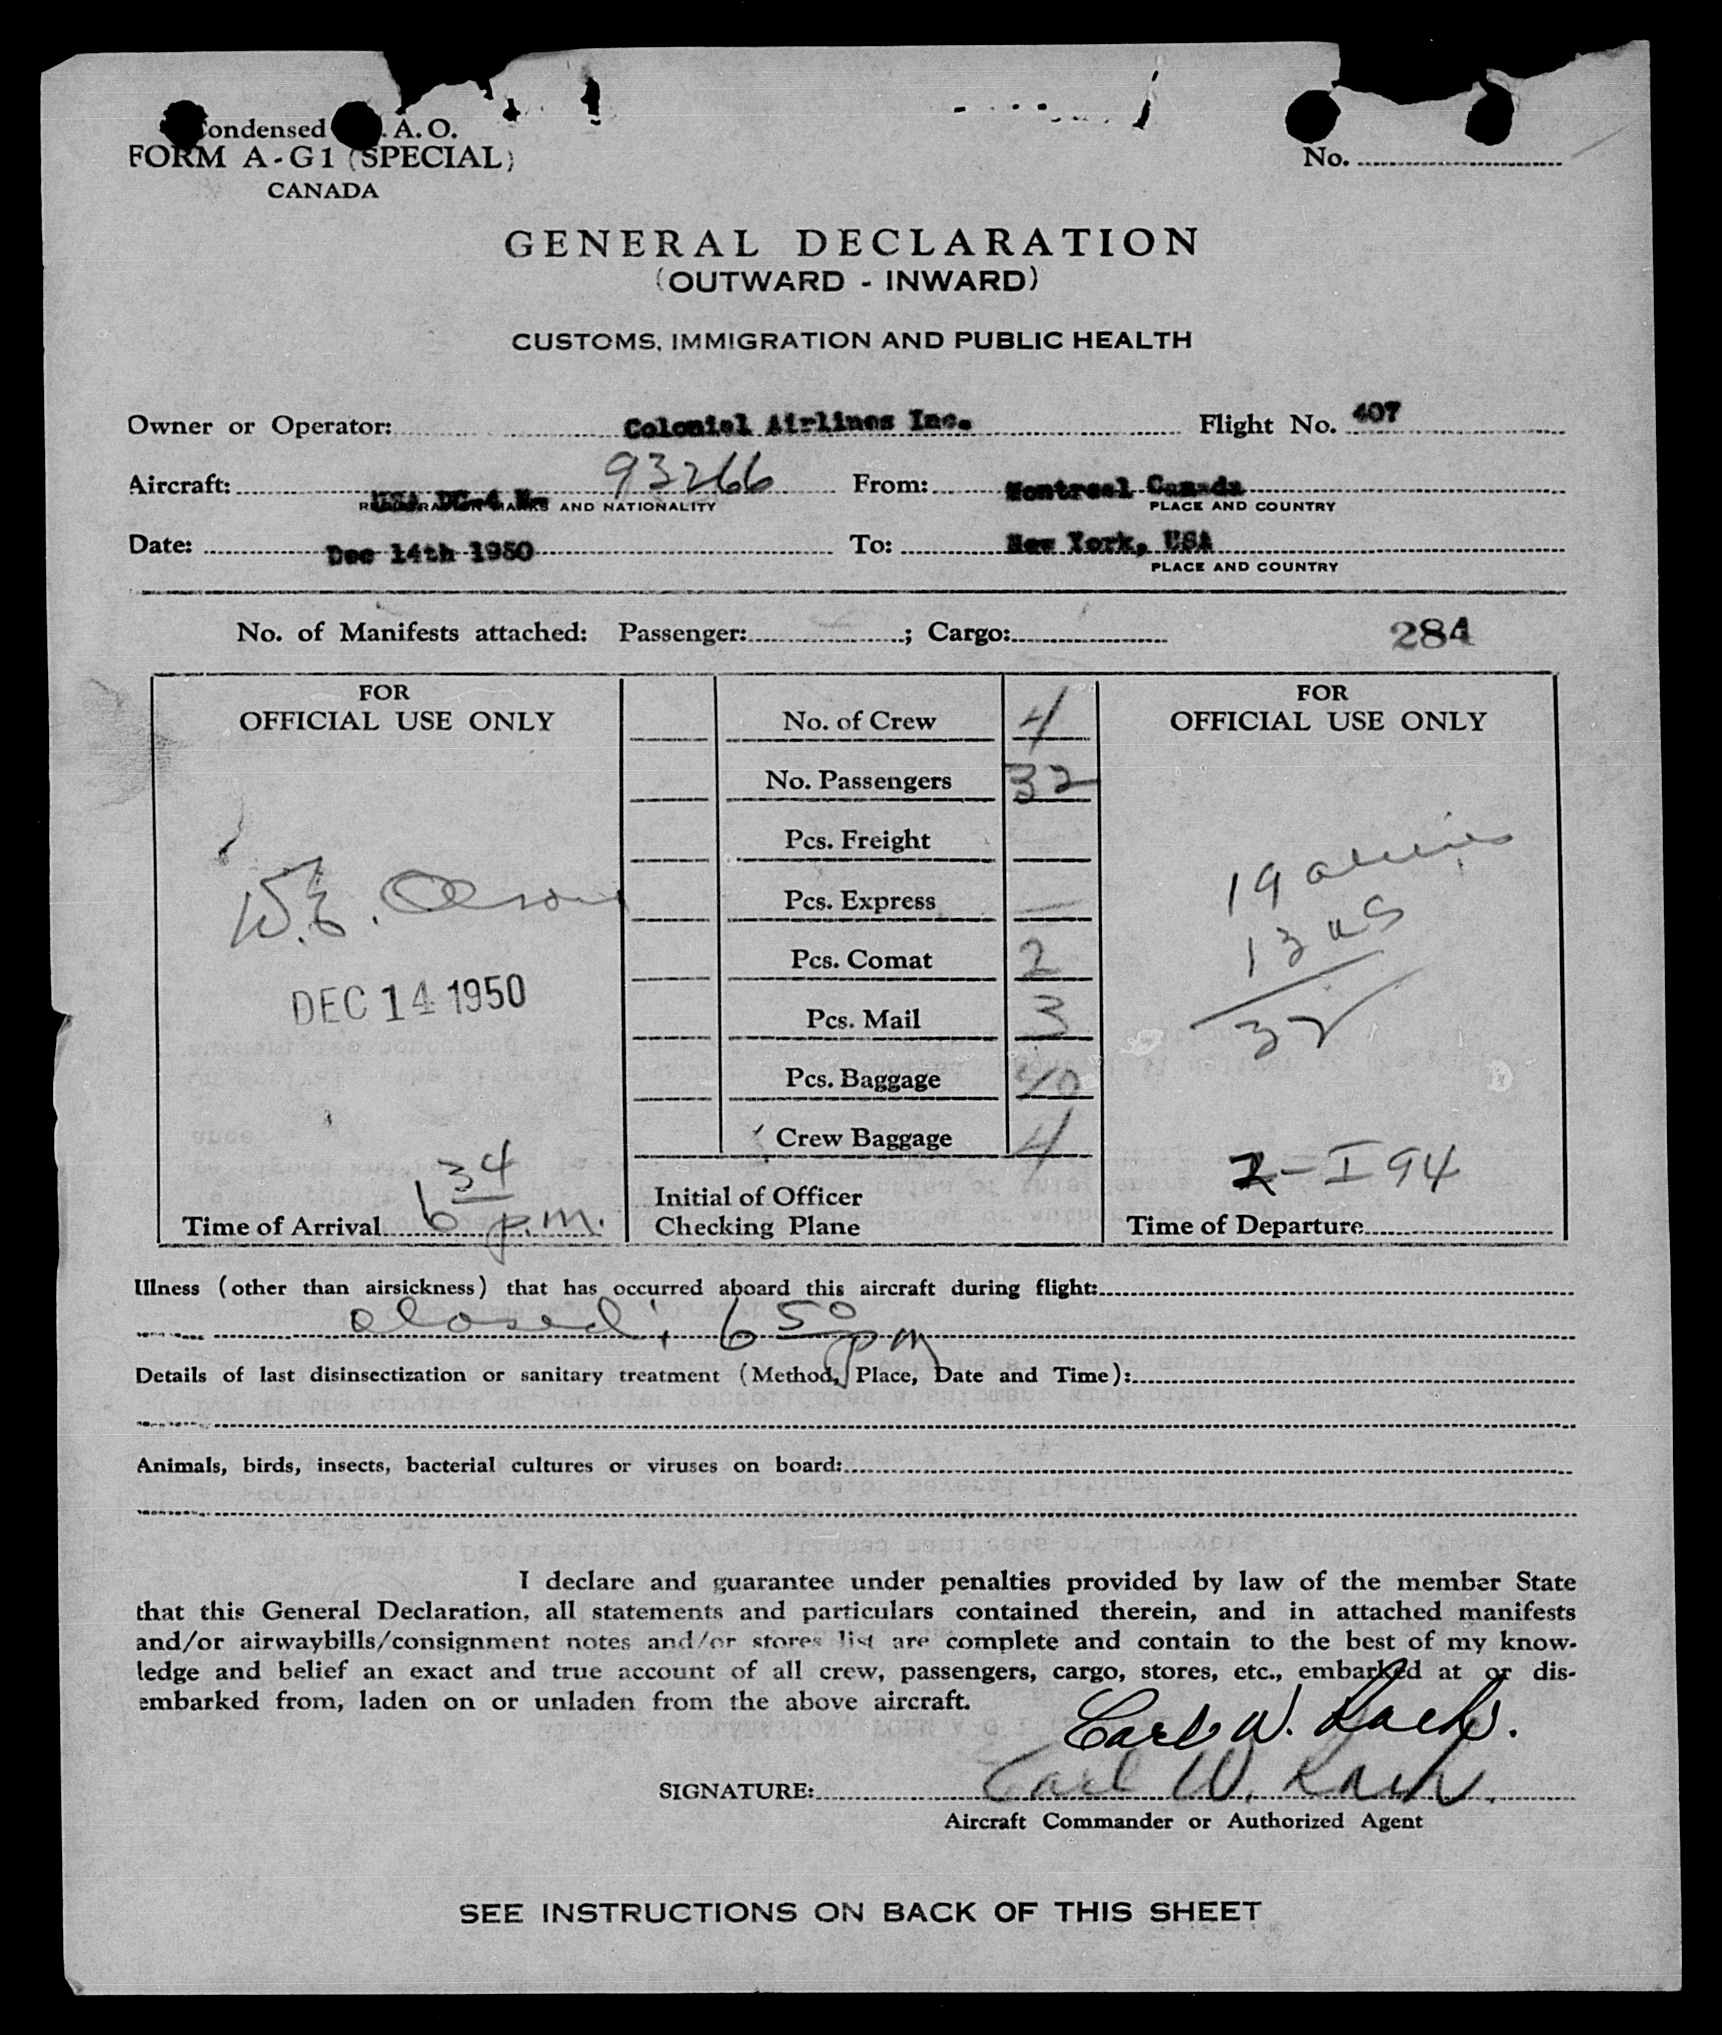 Condensed . A. O.
FORM A-G1 (SPECIAL)
CANADA
No.
GENERAL DECLARATION
(OUTWARD - INWARD)
CUSTOMS, IMMIGRATION AND PUBLIC HEALTH
Owner or Operator: Colonial Airlines Inc. Flight No. 407
Aircraft: USA DC-4 N- 93266 From: Montreal Canada
REGISTRATION MARKS AND NATIONALITY PLACE AND COUNTRY
Date: Dec 14th 1950 To: New York, USA
PLACE AND COUNTRY
No. of Manifests attached: Passenger: ; Cargo: 284
FOR
OFFICIAL USE ONLY
W.E. Olson
DEC 14 1950
6 34 p.m.
Time of Arrival
No. of Crew 4
No. Passengers 32
Pcs. Freight
Pcs. Express —
Pcs. Comat 2
Pcs. Mail 3
Pcs. Baggage 40
Crew Baggage 4
Initial of Officer
Checking Plane
FOR
OFFICIAL USE ONLY
19 aliens
13 US
32
2-I94
Time of Departure
Illness (other than airsickness) that has occurred aboard this aircraft during flight:
closed, 6 50 pm
Details of last disinsectization or sanitary treatment (Method, Place, Date and Time):
Animals, birds, insects, bacterial cultures or viruses on board:
I declare and guarantee under penalties provided by law of the member State
that this General Declaration, all statements and particulars contained therein, and in attached manifests
and/or airwaybills/consignment notes and/or stores list are complete and contain to the best of my know-
ledge and belief an exact and true account of all crew, passengers, cargo, stores, etc., embarked at or dis-
embarked from, laden on or unladen from the above aircraft.
Carl W.
SIGNATURE: Carl W.
Aircraft Commander or Authorized Agent
SEE INSTRUCTIONS ON BACK OF THIS SHEET